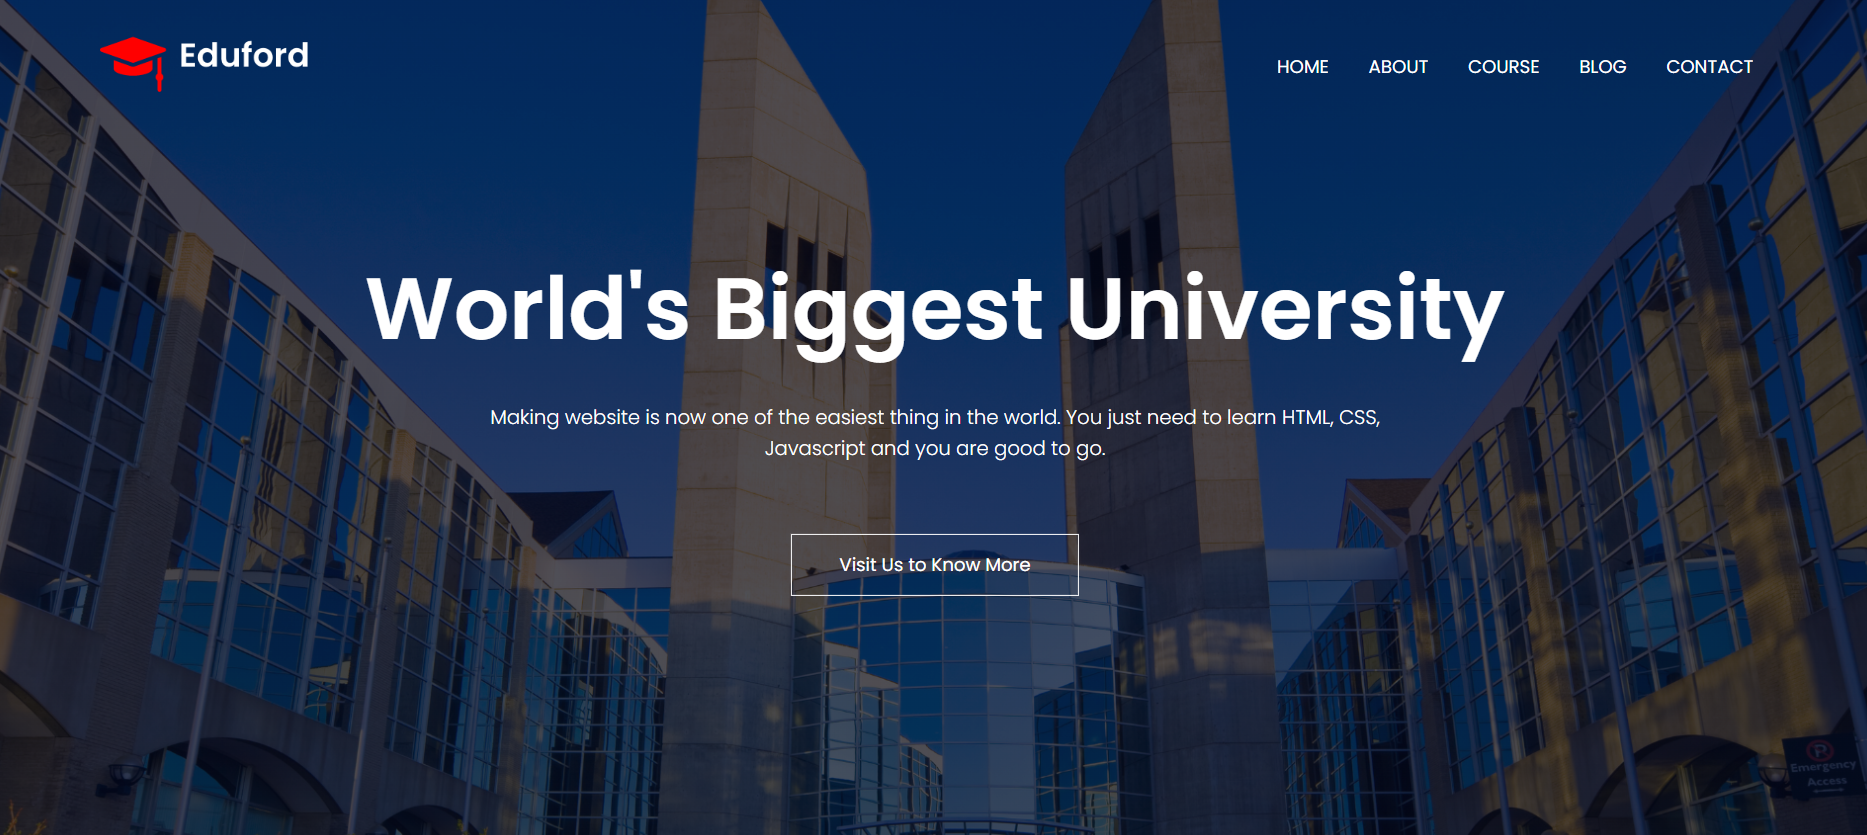 Eduford
HOME ABOUT COURSE BLOG CONTACT
World's Biggest University
Making website is now one of the easiest thing in the world. You just need to learn HTML, CSS,
Javascript and you are good to go.
Visit Us to Know More
P
Emergency
Access